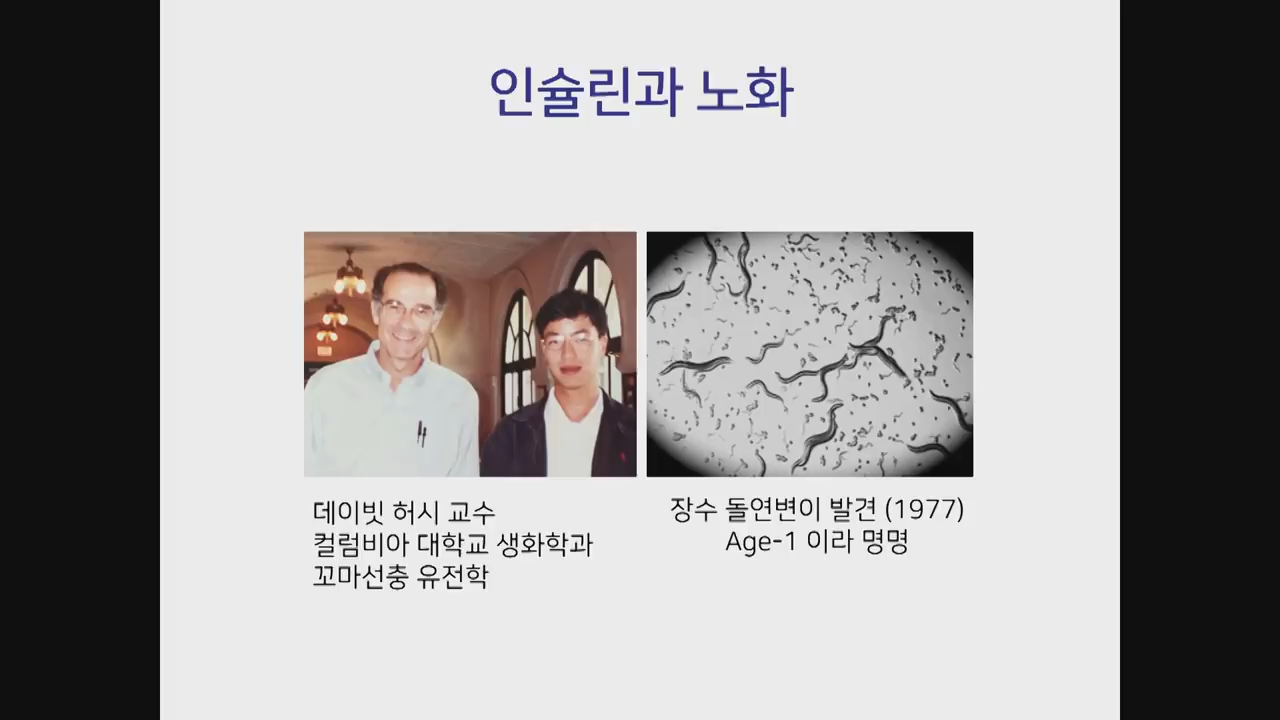 인슐린과 노화
데이빗 허시 교수
컬럼비아 대학교 생화학과
꼬마선충 유전학
장수 돌연변이 발견 (1977)
Age-1 이라 명명